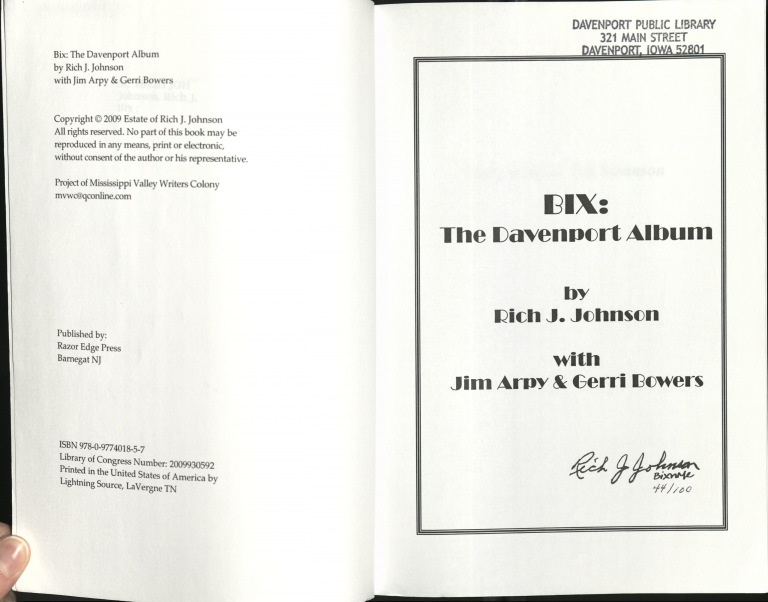 Bix: The Davenport Album
by Rich J. Johnson
with Jim Arpy & Gerri Bowers
Copyright © 2009 Estate of Rich J. Johnson
All rights reserved. No part of this book may be
reproduced in any means, print or electronic,
without consent of the author or his representative.
Project of Mississippi Valley Writers Colony
mvwc@qconline.com
Published by:
Razor Edge Press
Barnegat NJ
ISBN 978-0-9774018-5-7
Library of Congress Number: 2009930592
Printed in the United States of America by
Lightning Source, LaVergne TN
DAVENPORT PUBLIC LIBRARY
321 MAIN STREET
DAVENPORT, IOWA 52801
BIX:
The Davenport Album
by
Rich J. Johnson
with
Jim Arpy & Gerri Bowers
Rich J Johnson
44/100